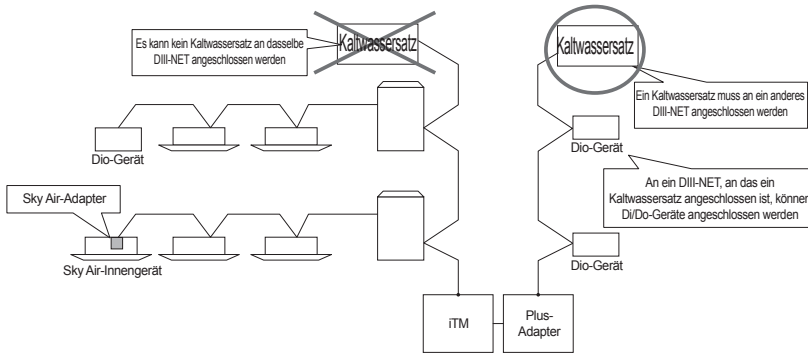 Es kann kein Kaltwassersatz an dasselbe
DIII-NET angeschlossen werden
Kaltwassersatz
Kaltwassersatz
Ein Kaltwassersatz muss an ein anderes
DIII-NET angeschlossen werden
Dio-Gerät
Dio-Gerät
An ein DIII-NET, an das ein
Kaltwassersatz angeschlossen ist, können
Di/Do-Geräte angeschlossen werden
Sky Air-Adapter
Sky Air-Innengerät
Dio-Gerät
iTM
Plus-
Adapter